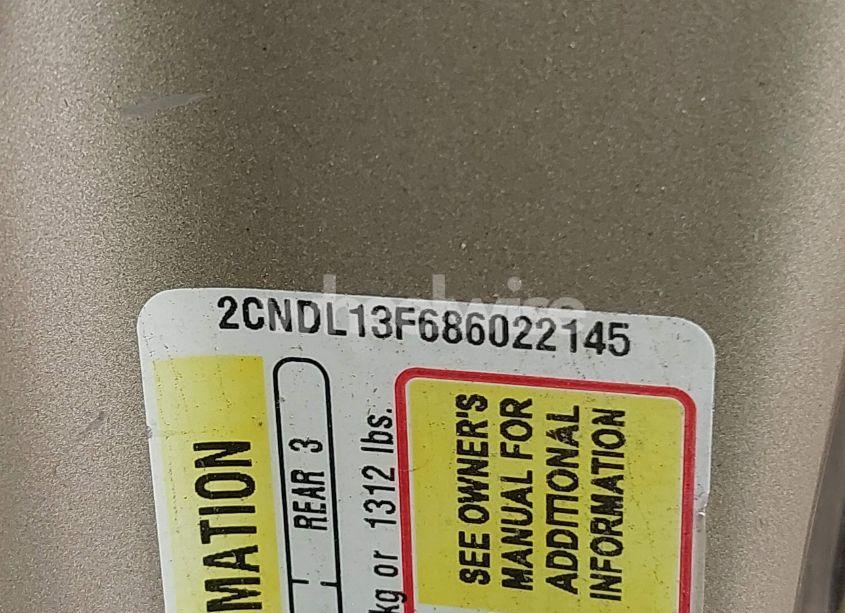 2CNDL13F686022145
MATION
REAR 3
kg or 1312 lbs.
SEE OWNER'S
MANUAL FOR
ADDITIONAL
INFORMATION